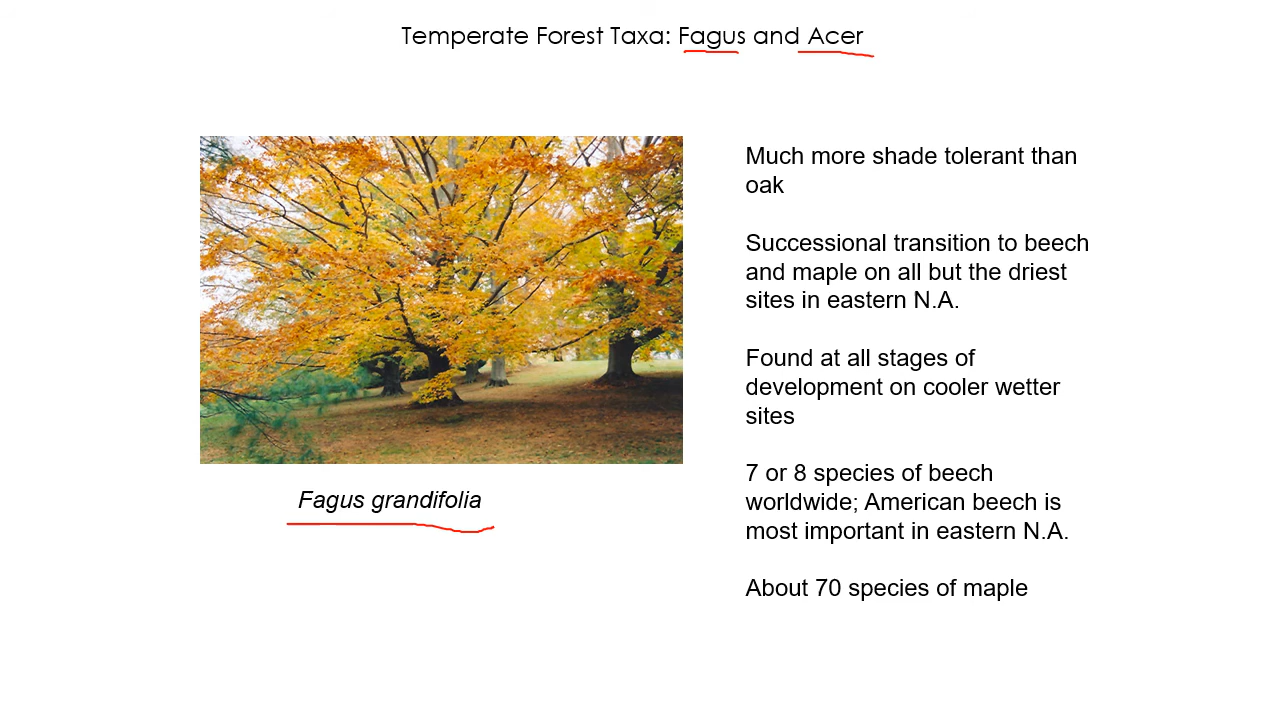 Temperate Forest Taxa: Fagus and Acer
Much more shade tolerant than
oak
Successional transition to beech
and maple on all but the driest
sites in eastern N.A.
Found at all stages of
development on cooler wetter
sites
7 or 8 species of beech
worldwide; American beech is
most important in eastern N.A.
About 70 species of maple
Fagus grandifolia